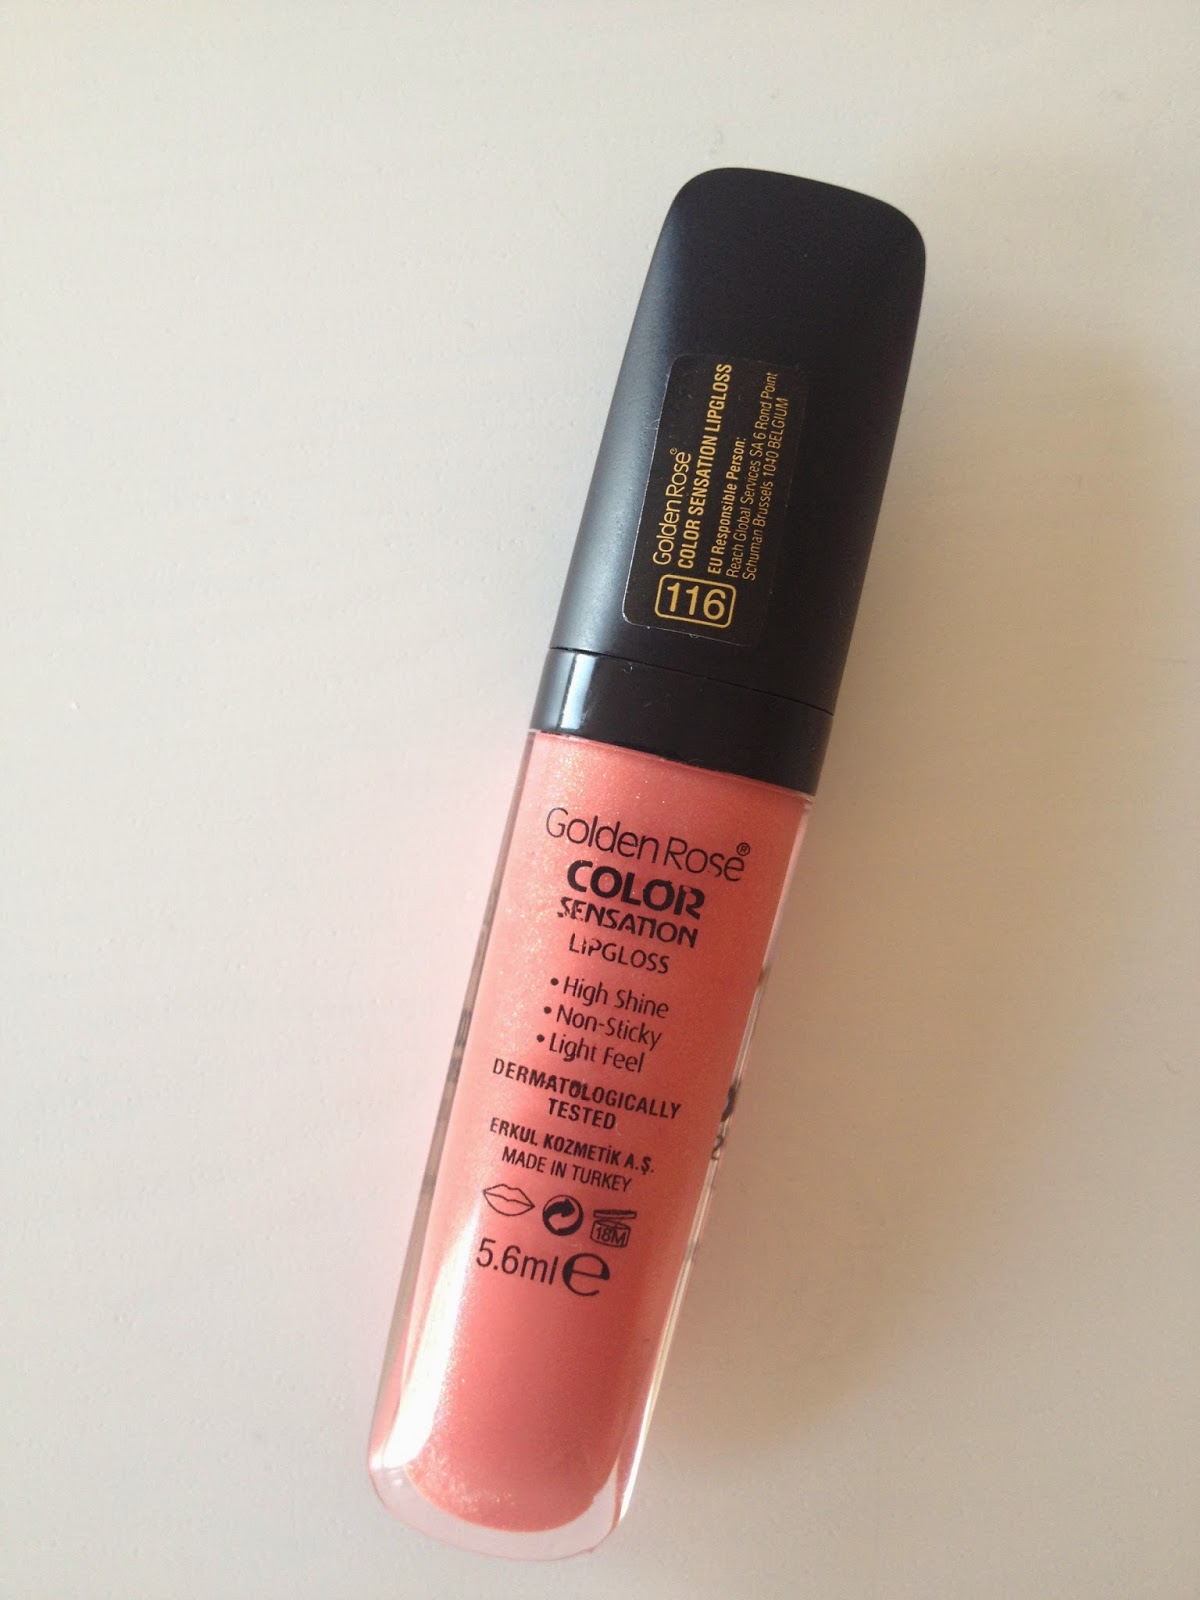 GoldenRose®
COLOR SENSATION LIPGLOSS
116
EU Responsible Person:
Reach Global Services SA 6 Rond Point
Schuman Brussels 1040 BELGIUM
Golden Rose®
COLOR
SENSATION
LIPGLOSS
• High Shine
• Non-Sticky
• Light Feel
DERMATOLOGICALLY
TESTED
ERKUL KOZMETİK A.Ş.
MADE IN TURKEY
18M
5.6ml e